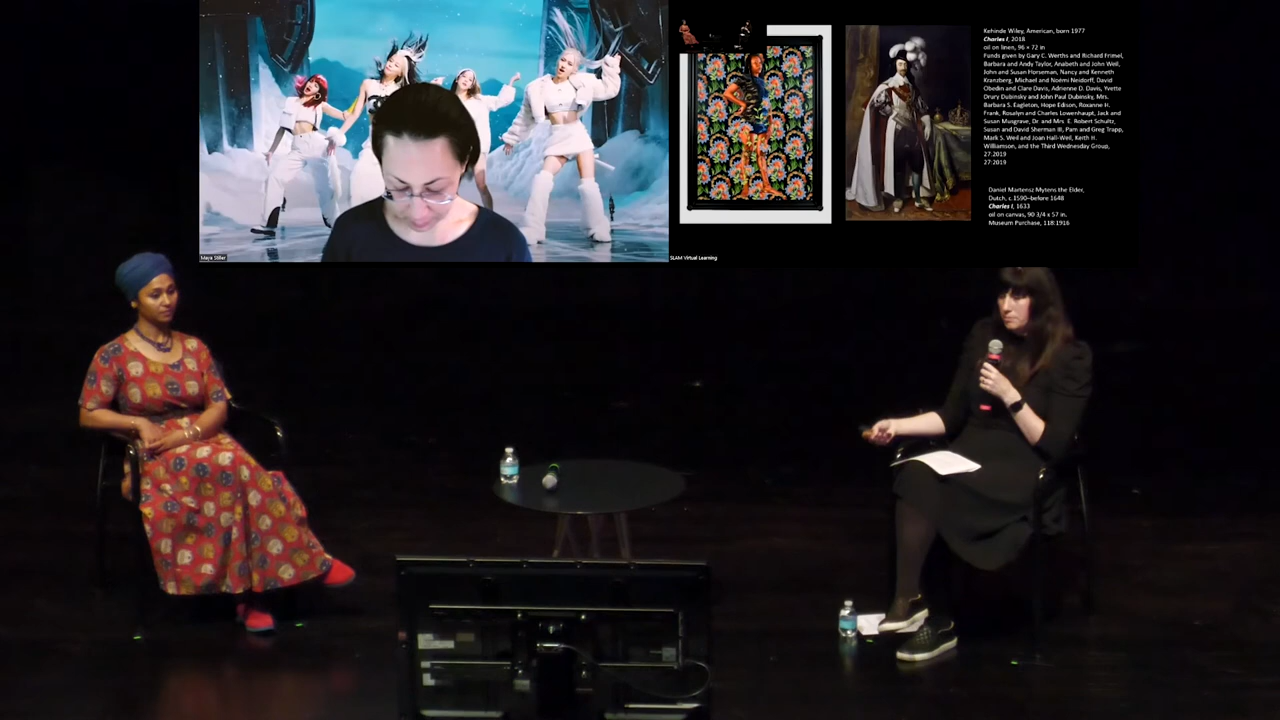 Kehinde Wiley, American, born 1977
Charles I, 2018
oil on linen, 96 × 72 in
Funds given by Gary C. Werths and Richard Frimel,
Barbara and Andy Taylor, Anabeth and John Weil,
John and Susan Horseman, Nancy and Kenneth
Kranzberg, Michael and Noémi Neidorff, David
Obedin and Clare Davis, Adrienne D. Davis, Yvette
Drury Dubinsky and John Paul Dubinsky, Mrs.
Barbara S. Eagleton, Hope Edison, Roxanne H.
Frank, Rosalyn and Charles Lowenhaupt, Jack and
Susan Musgrave, Dr. and Mrs. E. Robert Schultz,
Susan and David Sherman III, Pam and Greg Trapp,
Mark S. Weil and Joan Hall-Weil, Keith H.
Williamson, and the Third Wednesday Group,
27:2019
27:2019
Daniel Martensz Mytens the Elder,
Dutch, c.1590–before 1648
Charles I, 1633
oil on canvas, 90 3/4 x 57 in.
Museum Purchase, 118:1916
Maya Stiller
SLAM Virtual Learning